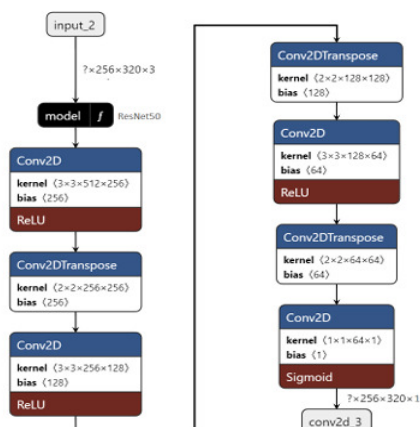 input_2
?×256×320×3
model f ResNet50
Conv2D
kernel ⟨3×3×512×256⟩
bias ⟨256⟩
ReLU
Conv2DTranspose
kernel ⟨2×2×256×256⟩
bias ⟨256⟩
Conv2D
kernel ⟨3×3×256×128⟩
bias ⟨128⟩
ReLU
Conv2DTranspose
kernel ⟨2×2×128×128⟩
bias ⟨128⟩
Conv2D
kernel ⟨3×3×128×64⟩
bias ⟨64⟩
ReLU
Conv2DTranspose
kernel ⟨2×2×64×64⟩
bias ⟨64⟩
Conv2D
kernel ⟨1×1×64×1⟩
bias ⟨1⟩
Sigmoid
?×256×320×1
conv2d_3